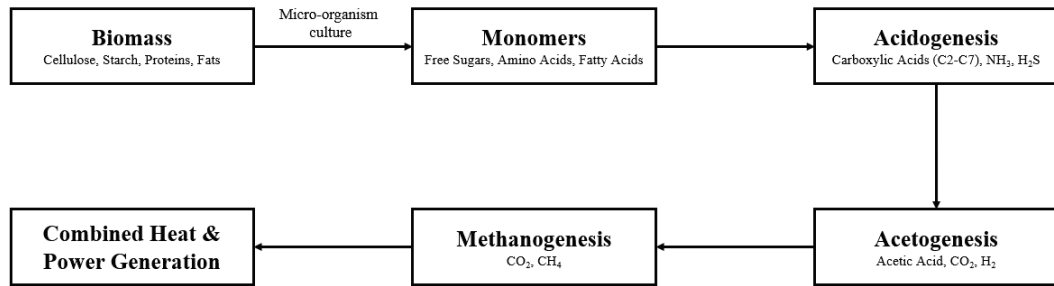 Biomass
Cellulose, Starch, Proteins, Fats
Micro-organism
culture
Monomers
Free Sugars, Amino Acids, Fatty Acids
Acidogenesis
Carboxylic Acids (C2-C7), NH₃, H₂S
Combined Heat &
Power Generation
Methanogenesis
CO₂, CH₄
Acetogenesis
Acetic Acid, CO₂, H₂